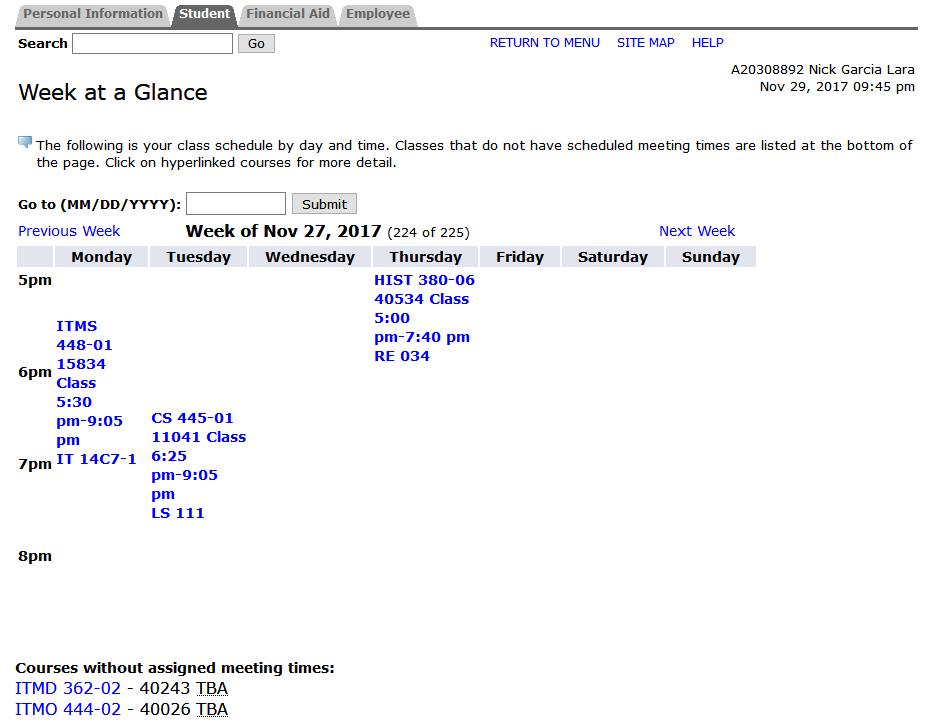 Personal Information Student Financial Aid Employee
Search Go RETURN TO MENU SITE MAP HELP
A20308892 Nick Garcia Lara
Nov 29, 2017 09:45 pm
Week at a Glance
The following is your class schedule by day and time. Classes that do not have scheduled meeting times are listed at the bottom of
the page. Click on hyperlinked courses for more detail.
Go to (MM/DD/YYYY): Submit
Previous Week Week of Nov 27, 2017 (224 of 225) Next Week
Monday Tuesday Wednesday Thursday Friday Saturday Sunday
5pm
6pm
7pm
8pm
ITMS
448-01
15834
Class
5:30
pm-9:05
pm
IT 14C7-1
CS 445-01
11041 Class
6:25
pm-9:05
pm
LS 111
HIST 380-06
40534 Class
5:00
pm-7:40 pm
RE 034
Courses without assigned meeting times:
ITMD 362-02 - 40243 TBA
ITMO 444-02 - 40026 TBA